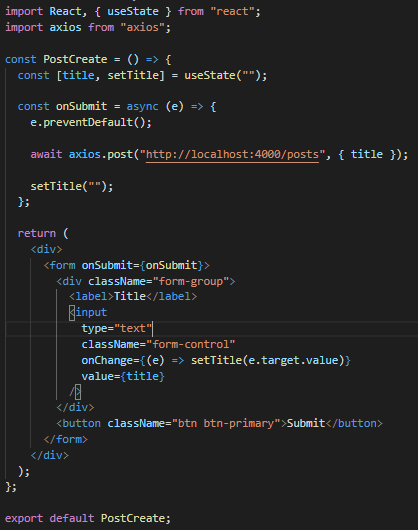 import React, { useState } from "react";
import axios from "axios";

const PostCreate = () => {
  const [title, setTitle] = useState("");

  const onSubmit = async (e) => {
    e.preventDefault();

    await axios.post("http://localhost:4000/posts", { title });

    setTitle("");
  };

  return (
    <div>
      <form onSubmit={onSubmit}>
        <div className="form-group">
          <label>Title</label>
          <input
            type="text"
            className="form-control"
            onChange={(e) => setTitle(e.target.value)}
            value={title}
          />
        </div>
        <button className="btn btn-primary">Submit</button>
      </form>
    </div>
  );
};

export default PostCreate;